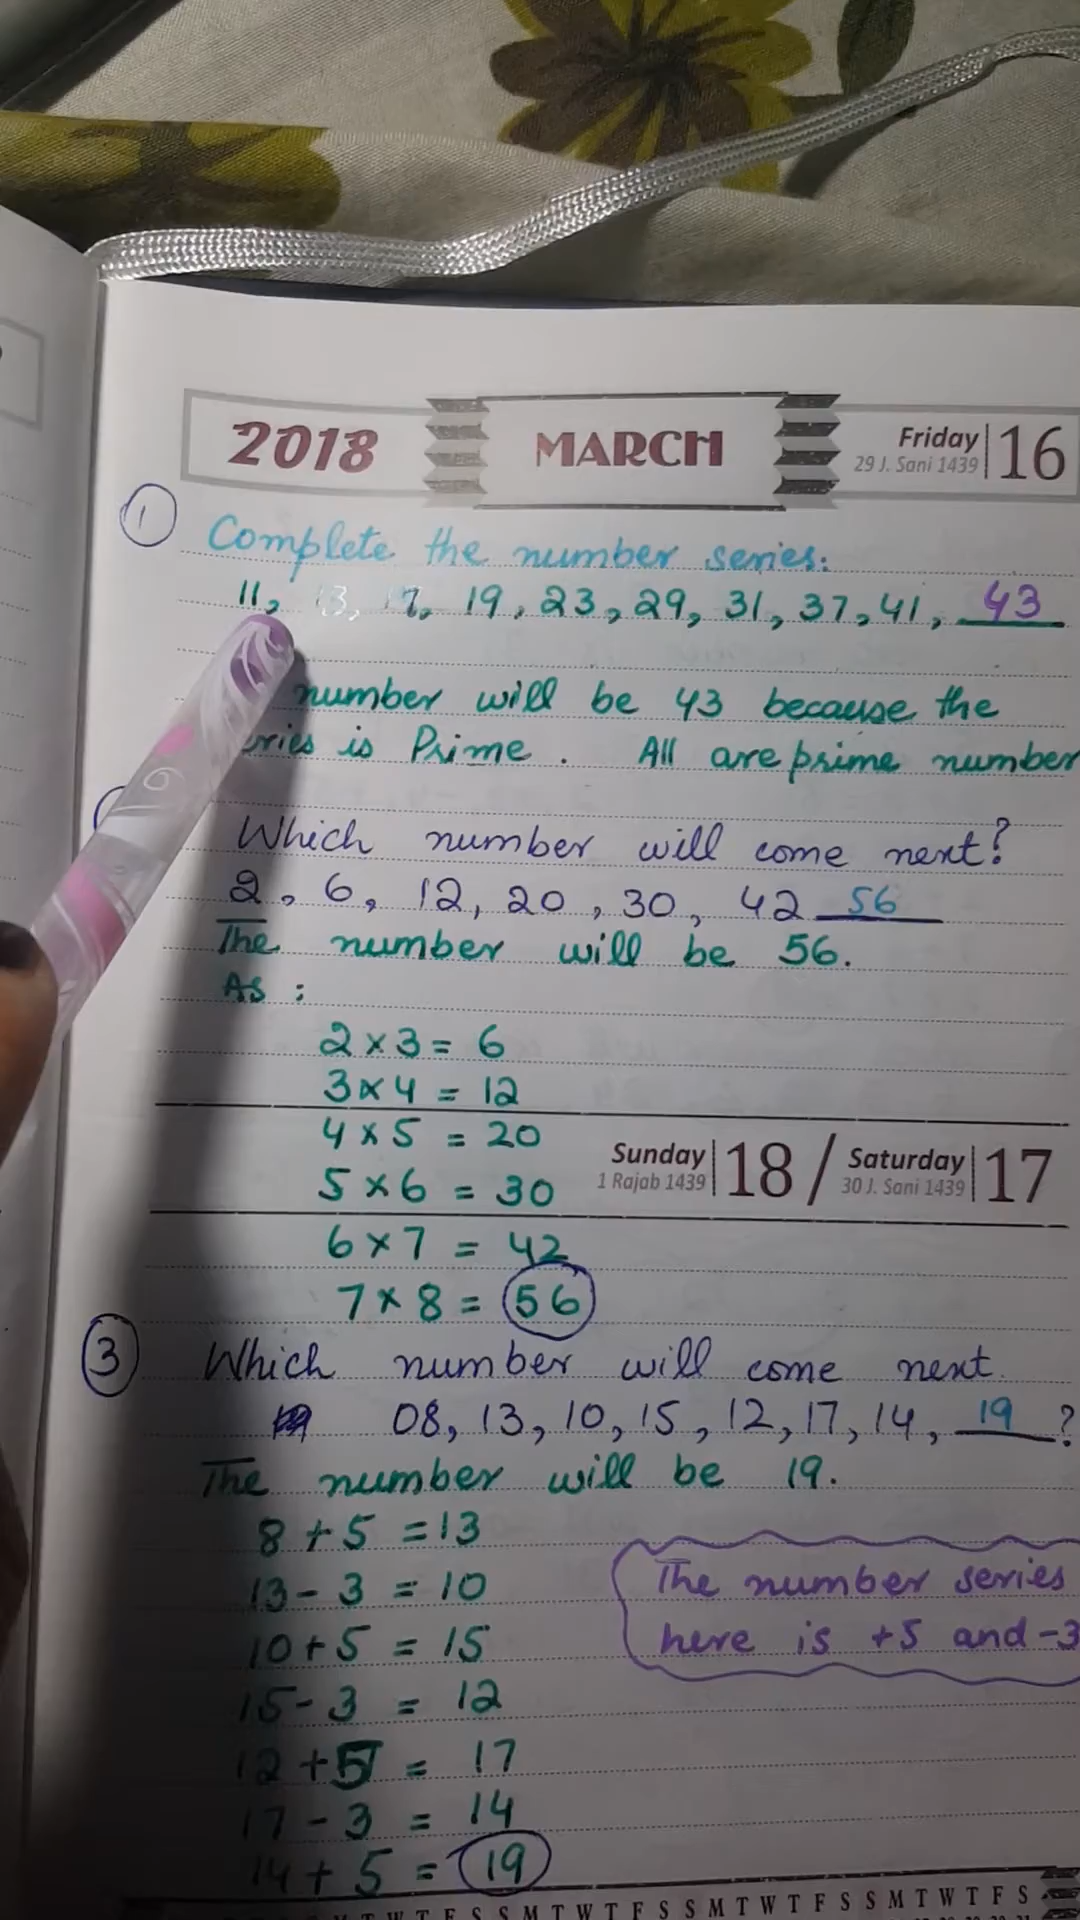 2018 MARCH Friday 16
29 J. Sani 1439
1 Complete the number series:
11, 13, 17, 19, 23, 29, 31, 37, 41, 43
number will be 43 because the
is Prime. All are prime number
Which number will come next?
2, 6, 12, 20, 30, 42 56
The number will be 56.
As :
2 × 3 = 6
3 × 4 = 12
4 × 5 = 20
Sunday 18 / Saturday 17
1 Rajab 1439 30 J. Sani 1439
5 × 6 = 30
6 × 7 = 42
7 × 8 = 56
3 Which number will come next
08, 13, 10, 15, 12, 17, 14, 19 ?
The number will be 19.
8 + 5 = 13
13 - 3 = 10
10 + 5 = 15
15 - 3 = 12
12 + 5 = 17
17 - 3 = 14
14 + 5 = 19
The number series
here is +5 and -3
S S M T W T F S S M T W T F S S M T W T F S